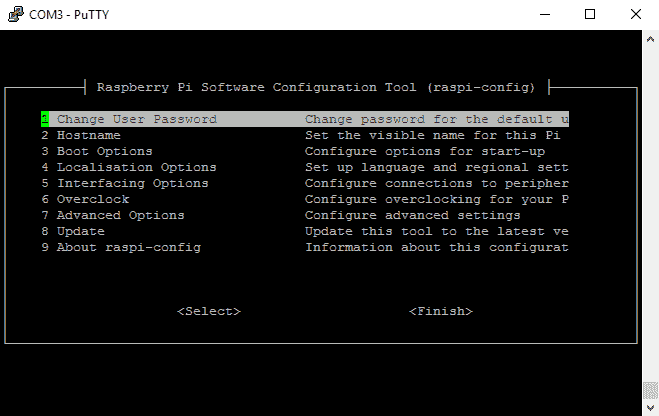 COM3 - PuTTY
Raspberry Pi Software Configuration Tool (raspi-config)
1 Change User Password Change password for the default u
2 Hostname Set the visible name for this Pi
3 Boot Options Configure options for start-up
4 Localisation Options Set up language and regional sett
5 Interfacing Options Configure connections to peripher
6 Overclock Configure overclocking for your P
7 Advanced Options Configure advanced settings
8 Update Update this tool to the latest ve
9 About raspi-config Information about this configurat
<Select> <Finish>